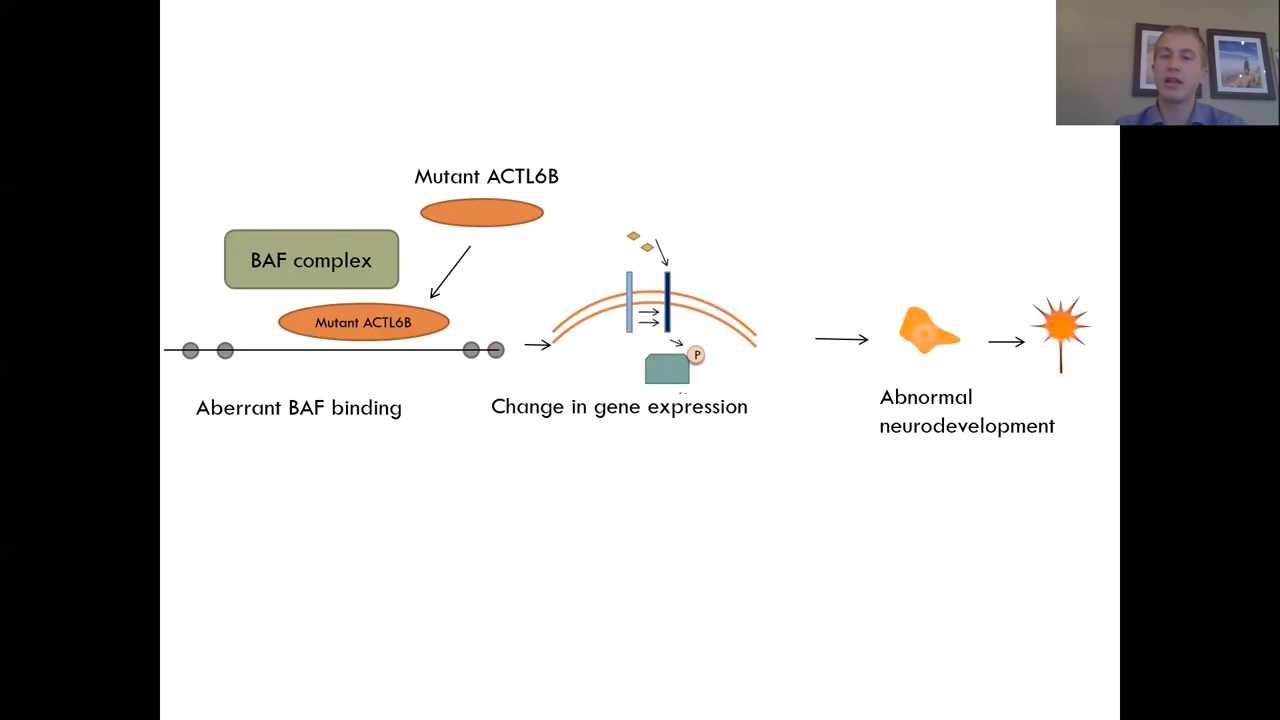 Mutant ACTL6B
BAF complex
Mutant ACTL6B
P
Aberrant BAF binding
Change in gene expression
Abnormal
neurodevelopment